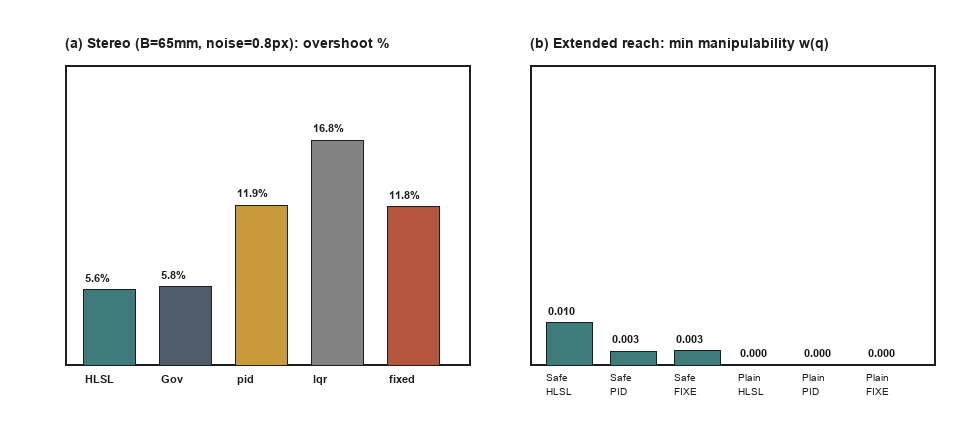 (a) Stereo (B=65mm, noise=0.8px): overshoot %
16.8%
11.9%
11.8%
5.6%
5.8%
HLSL
Gov
pid
lqr
fixed
(b) Extended reach: min manipulability w(q)
0.010
0.003
0.003
0.000
0.000
0.000
Safe
HLSL
Safe
PID
Safe
FIXE
Plain
HLSL
Plain
PID
Plain
FIXE